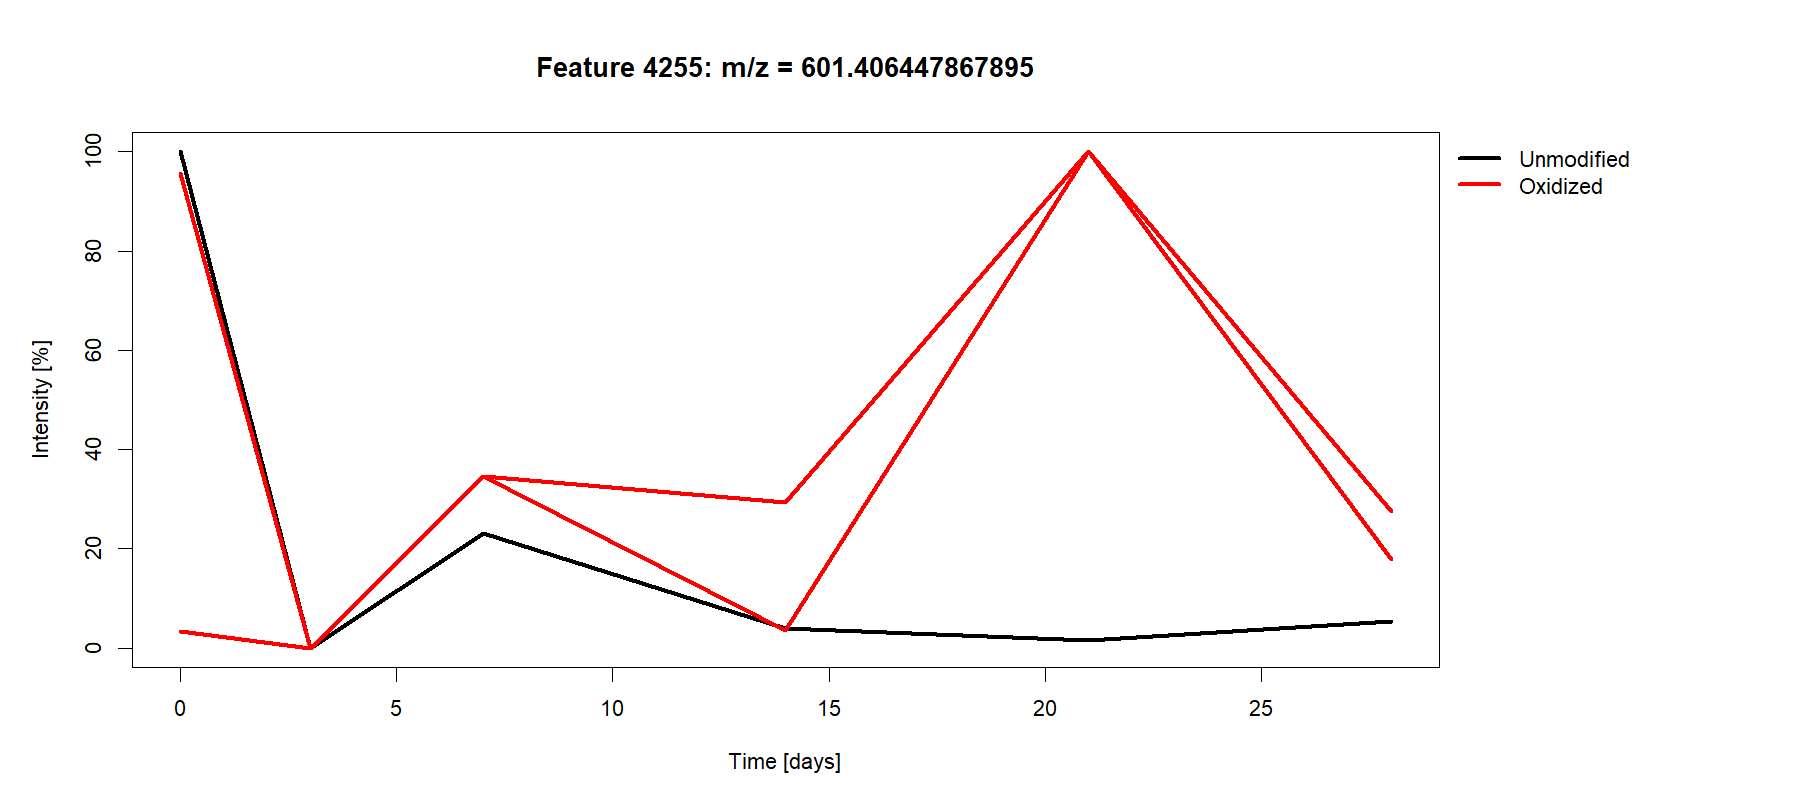 Feature 4255: m/z = 601.406447867895
Unmodified
Oxidized
Intensity [%]
100
80
60
40
20
0
0 5 10 15 20 25
Time [days]